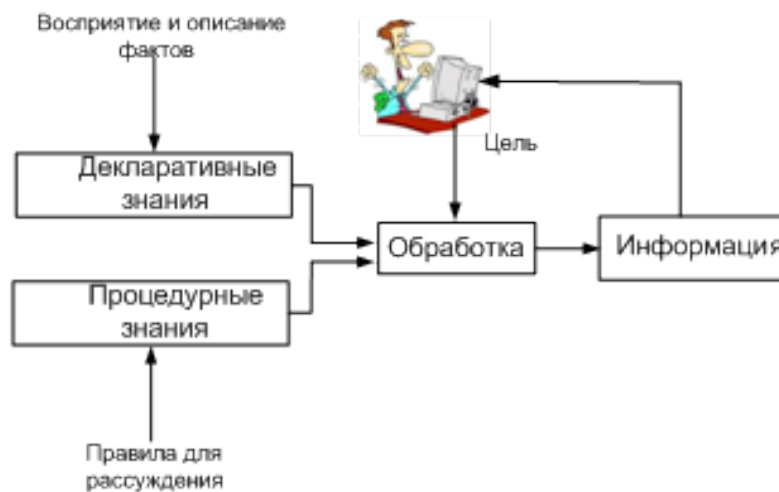 Восприятие и описание
фактов
Цель
Декларативные
знания
Обработка
Информация
Процедурные
знания
Правила для
рассуждения